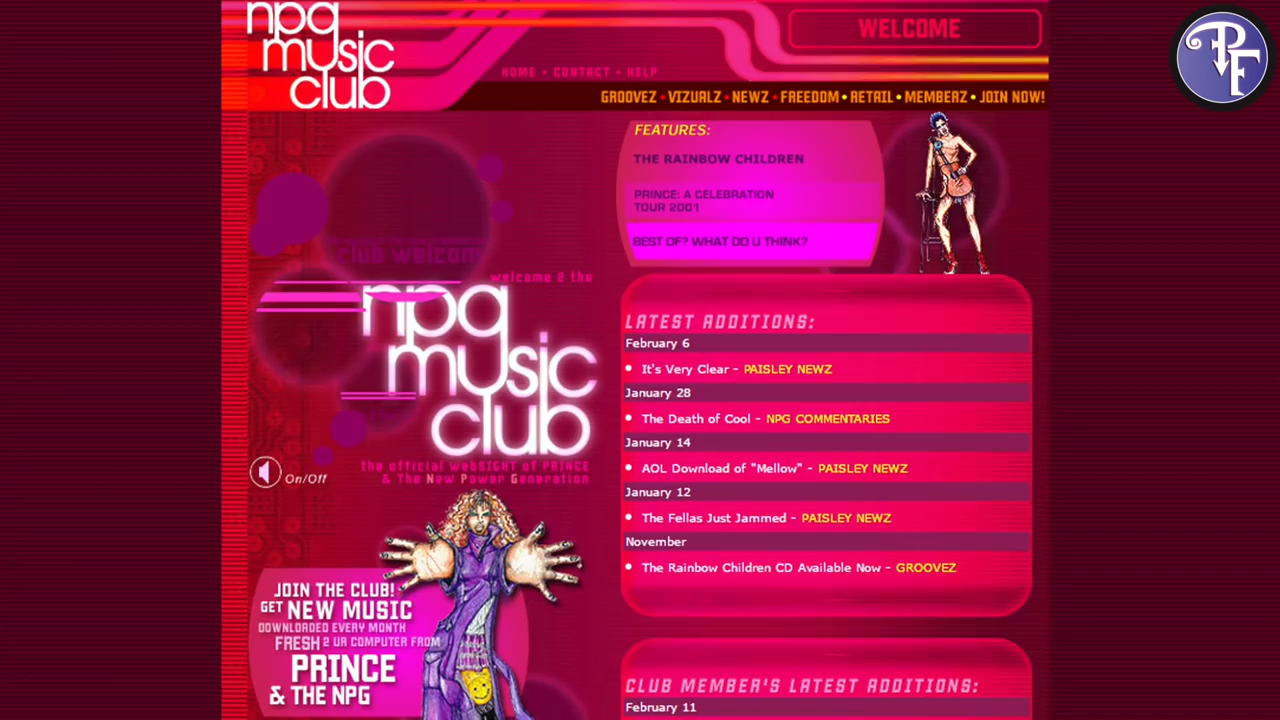 npg
music
club
WELCOME
HOME • CONTACT • HELP
GROOVEZ • VIZUALZ • NEWZ • FREEDOM • RETAIL • MEMBERZ • JOIN NOW!
FEATURES:
THE RAINBOW CHILDREN
PRINCE: A CELEBRATION
TOUR 2001
BEST OF? WHAT DO U THINK?
club welcom
welcome 2 the
npg
music
club
the official webSIGHT of PRINCE
& The New Power Generation
On/Off
JOIN THE CLUB!
GET NEW MUSIC
DOWNLOADED EVERY MONTH
FRESH 2 UR COMPUTER FROM
PRINCE
& THE NPG
LATEST ADDITIONS:
February 6
• It's Very Clear - PAISLEY NEWZ
January 28
• The Death of Cool - NPG COMMENTARIES
January 14
• AOL Download of "Mellow" - PAISLEY NEWZ
January 12
• The Fellas Just Jammed - PAISLEY NEWZ
November
• The Rainbow Children CD Available Now - GROOVEZ
CLUB MEMBER'S LATEST ADDITIONS:
February 11
PF